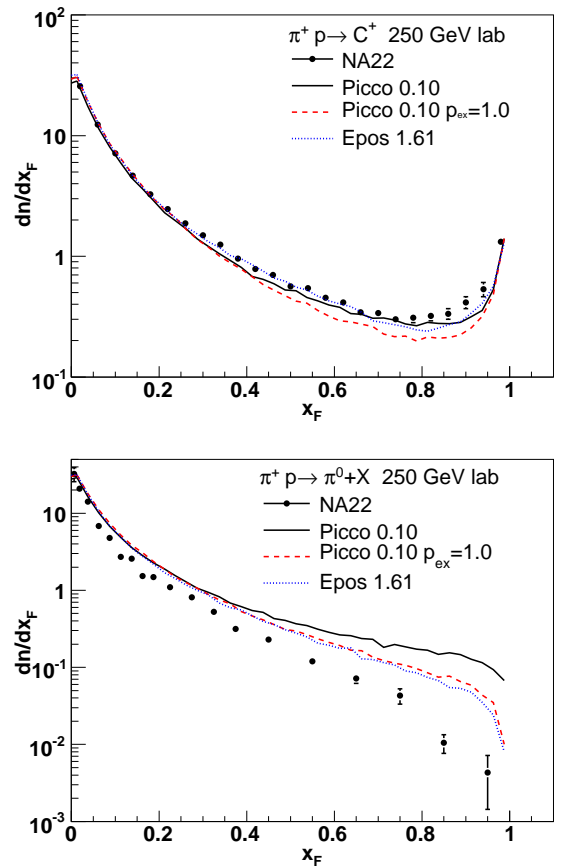 π⁺ p → C⁺ 250 GeV lab
NA22
Picco 0.10
Picco 0.10 pₑₓ=1.0
Epos 1.61
dn/dx_F
10²
10
1
10⁻¹
0 0.2 0.4 0.6 0.8 1
x_F
π⁺ p → π⁰+X 250 GeV lab
NA22
Picco 0.10
Picco 0.10 pₑₓ=1.0
Epos 1.61
dn/dx_F
10
1
10⁻¹
10⁻²
10⁻³
0 0.2 0.4 0.6 0.8 1
x_F